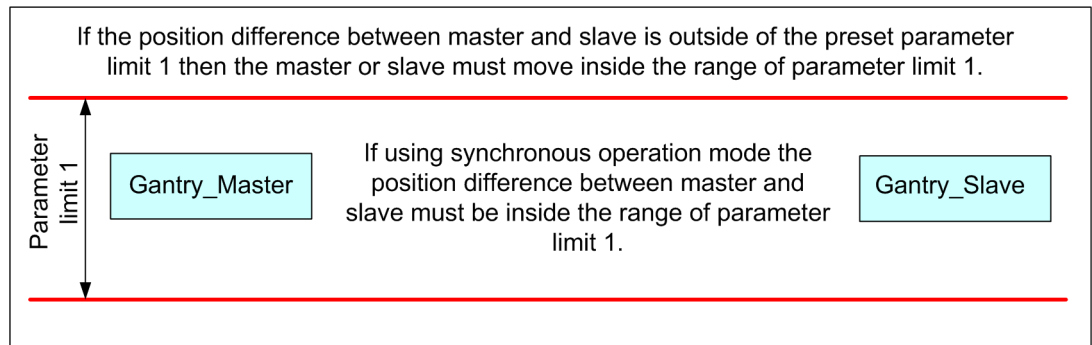 If the position difference between master and slave is outside of the preset parameter
limit 1 then the master or slave must move inside the range of parameter limit 1.
Parameter
limit 1
Gantry_Master
If using synchronous operation mode the
position difference between master and
slave must be inside the range of parameter
limit 1.
Gantry_Slave